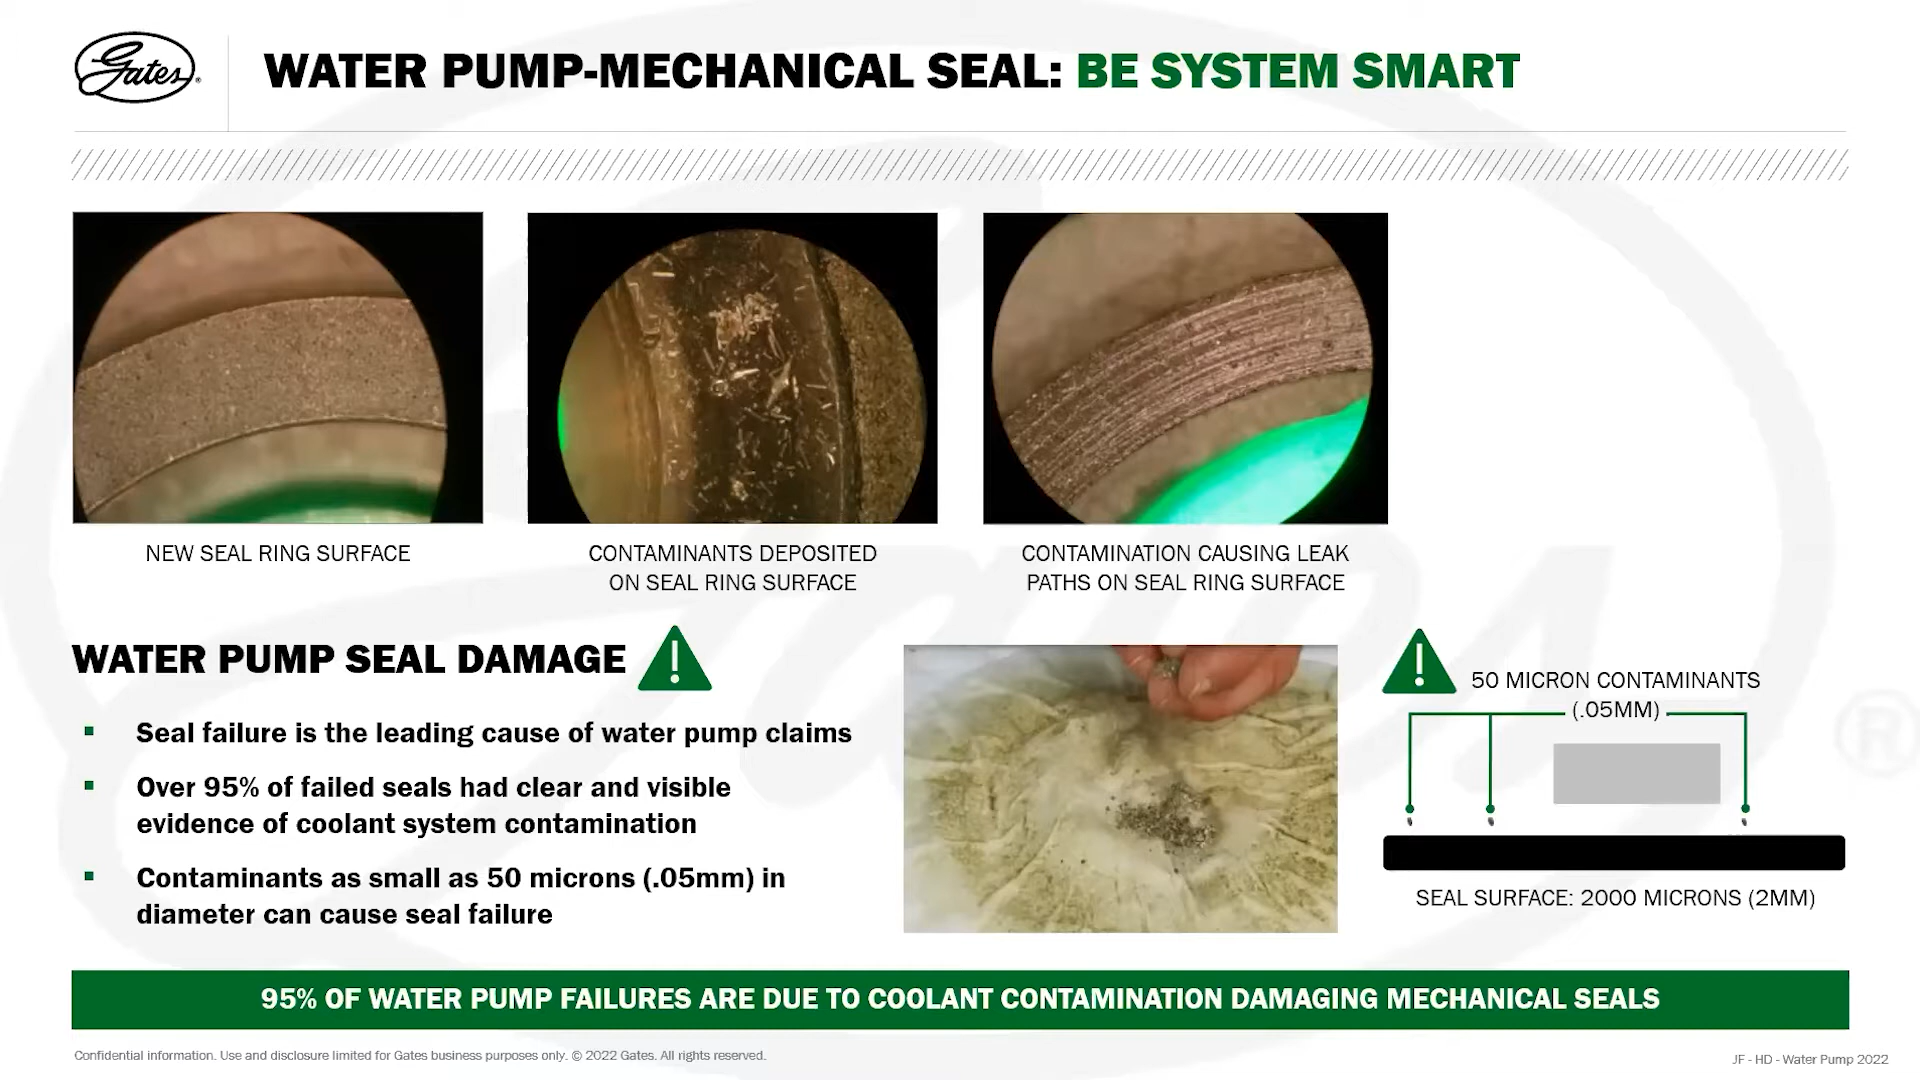 Gates®
WATER PUMP-MECHANICAL SEAL: BE SYSTEM SMART
NEW SEAL RING SURFACE
CONTAMINANTS DEPOSITED
ON SEAL RING SURFACE
CONTAMINATION CAUSING LEAK
PATHS ON SEAL RING SURFACE
WATER PUMP SEAL DAMAGE
▪ Seal failure is the leading cause of water pump claims
▪ Over 95% of failed seals had clear and visible
evidence of coolant system contamination
▪ Contaminants as small as 50 microns (.05mm) in
diameter can cause seal failure
50 MICRON CONTAMINANTS
(.05MM)
SEAL SURFACE: 2000 MICRONS (2MM)
95% OF WATER PUMP FAILURES ARE DUE TO COOLANT CONTAMINATION DAMAGING MECHANICAL SEALS
Confidential information. Use and disclosure limited for Gates business purposes only. © 2022 Gates. All rights reserved.
JF - HD - Water Pump 2022